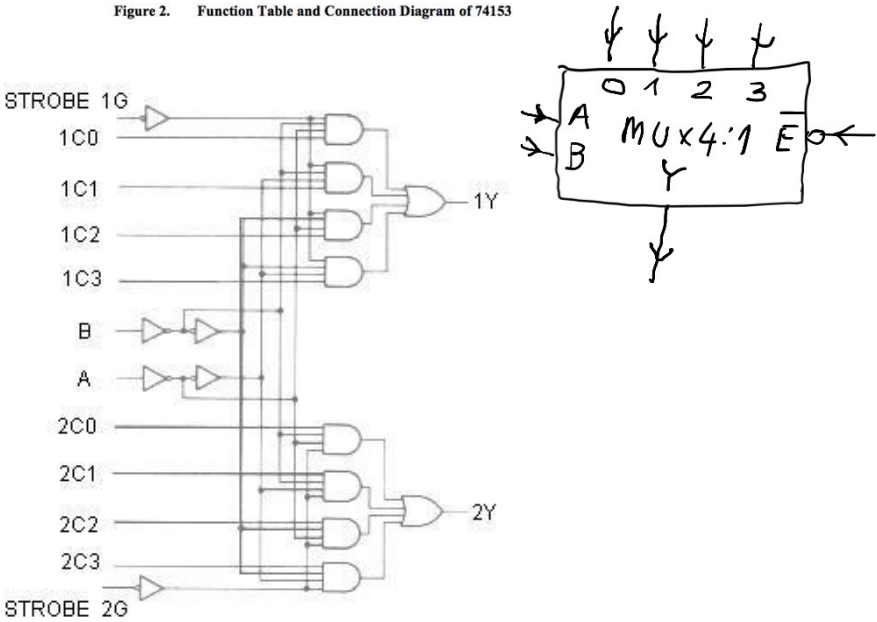 Figure 2. Function Table and Connection Diagram of 74153
STROBE 1G
1C0
1C1
1C2
1C3
B
A
2C0
2C1
2C2
2C3
STROBE 2G
1Y
2Y
0 1 2 3
A MUX4:1 E̅
B
Y